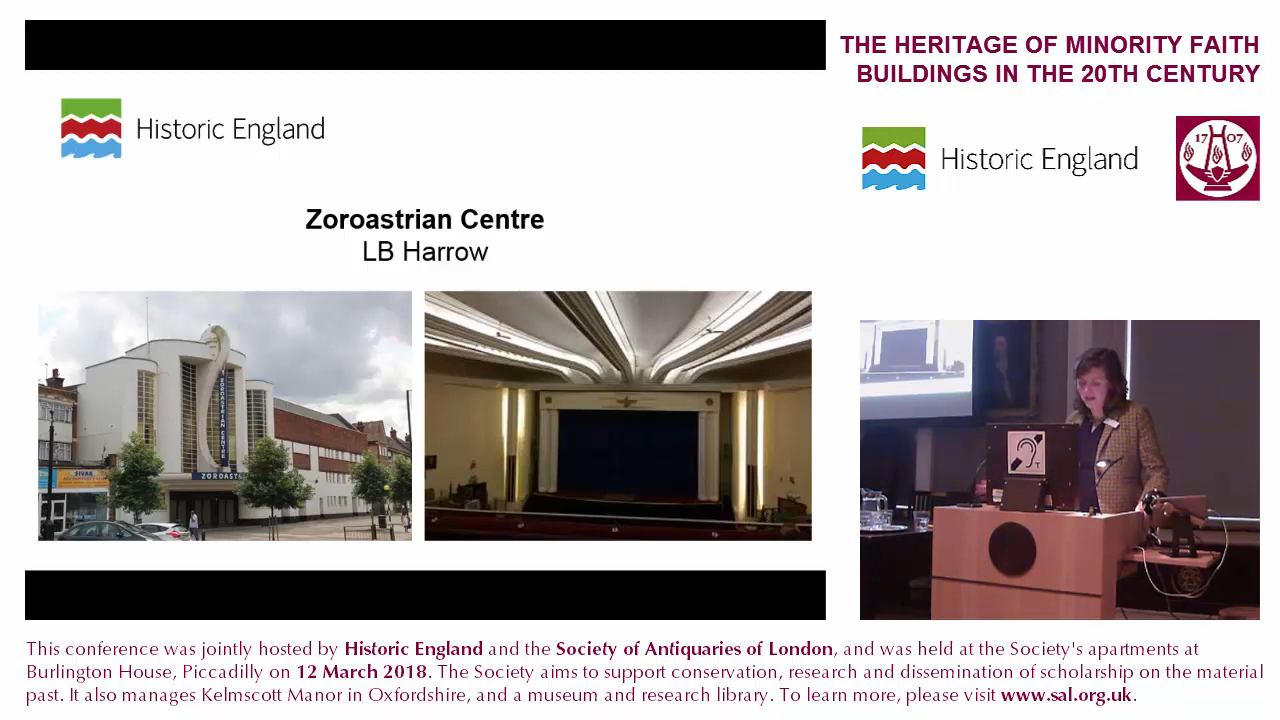 THE HERITAGE OF MINORITY FAITH
BUILDINGS IN THE 20TH CENTURY
Historic England
Historic England
17 07
Zoroastrian Centre
LB Harrow
ZOROASTRIAN CENTRE
SIVAK
T
This conference was jointly hosted by Historic England and the Society of Antiquaries of London, and was held at the Society's apartments at
Burlington House, Piccadilly on 12 March 2018. The Society aims to support conservation, research and dissemination of scholarship on the material
past. It also manages Kelmscott Manor in Oxfordshire, and a museum and research library. To learn more, please visit www.sal.org.uk.